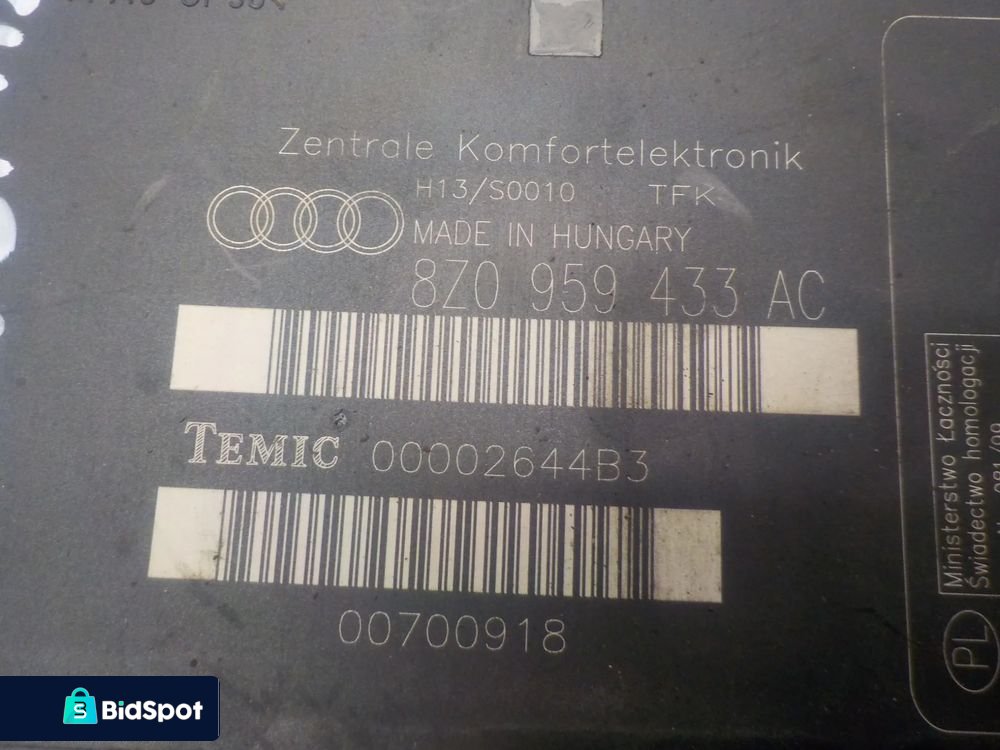 Zentrale Komfortelektronik
H13/S0010 TFK
MADE IN HUNGARY
8Z0 959 433 AC
TEMIC 00002644B3
00700918
Ministerstwo Łaczności
Świadectwo homologacji
PL
BidSpot